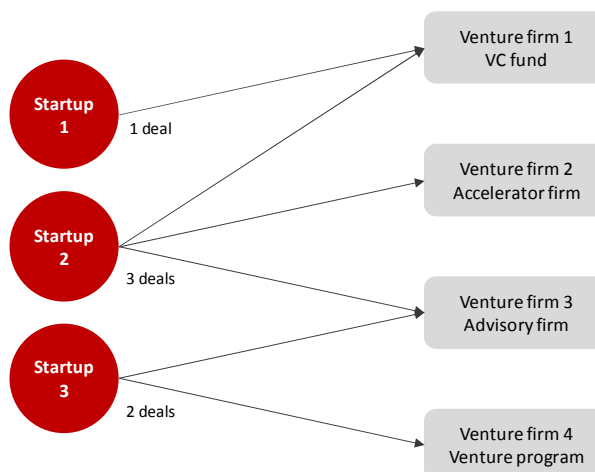 Venture firm 1
VC fund
Startup
1
1 deal
Venture firm 2
Accelerator firm
Startup
2
3 deals
Venture firm 3
Advisory firm
Startup
3
2 deals
Venture firm 4
Venture program